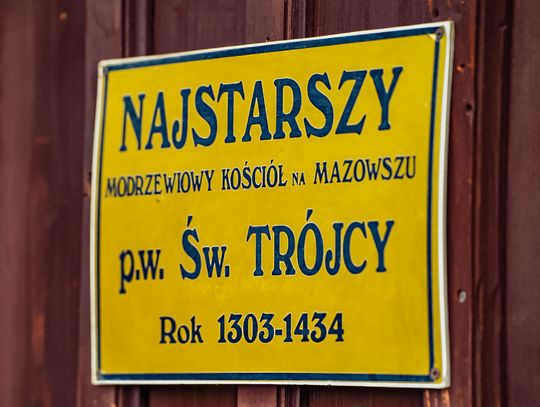 NAJSTARSZY
MODRZEWIOWY KOŚCIÓŁ NA MAZOWSZU
p.w. Św. TRÓJCY
Rok 1303-1434